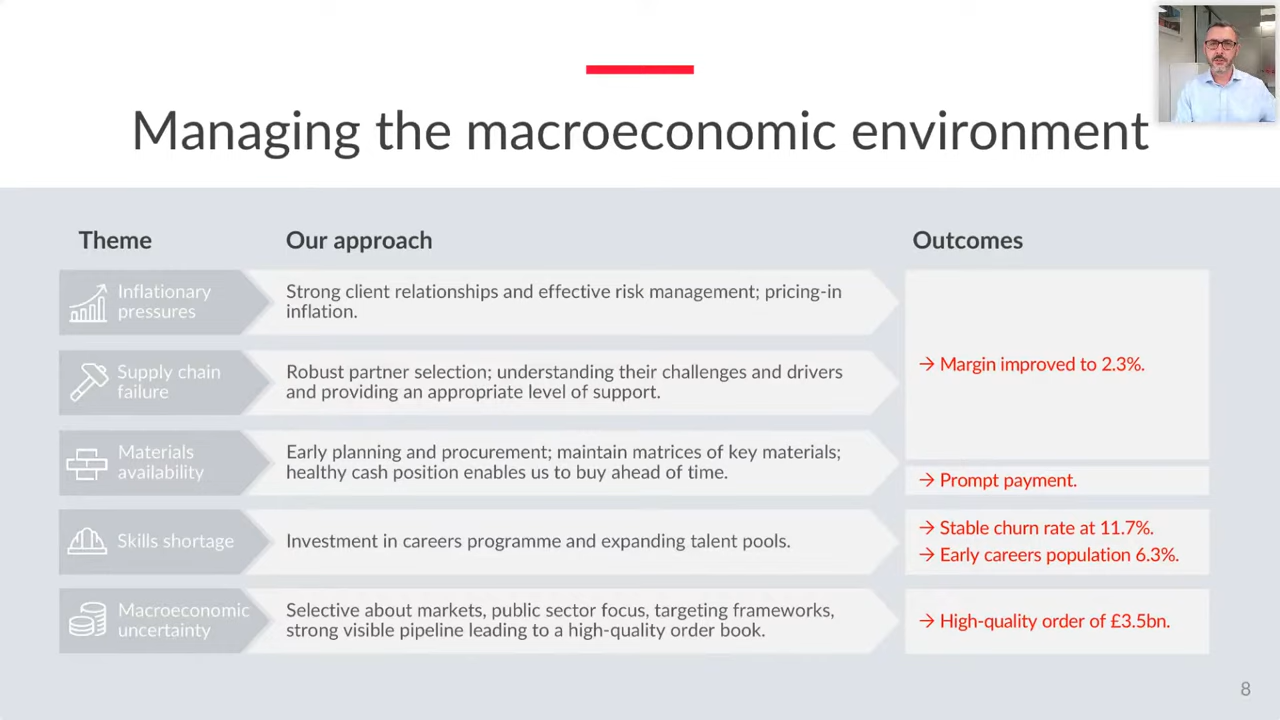 Managing the macroeconomic environment
Theme
Our approach
Outcomes
Inflationary
pressures
Strong client relationships and effective risk management; pricing-in
inflation.
Supply chain
failure
Robust partner selection; understanding their challenges and drivers
and providing an appropriate level of support.
→ Margin improved to 2.3%.
Materials
availability
Early planning and procurement; maintain matrices of key materials;
healthy cash position enables us to buy ahead of time.
→ Prompt payment.
Skills shortage
Investment in careers programme and expanding talent pools.
→ Stable churn rate at 11.7%.
→ Early careers population 6.3%.
Macroeconomic
uncertainty
Selective about markets, public sector focus, targeting frameworks,
strong visible pipeline leading to a high-quality order book.
→ High-quality order of £3.5bn.
8